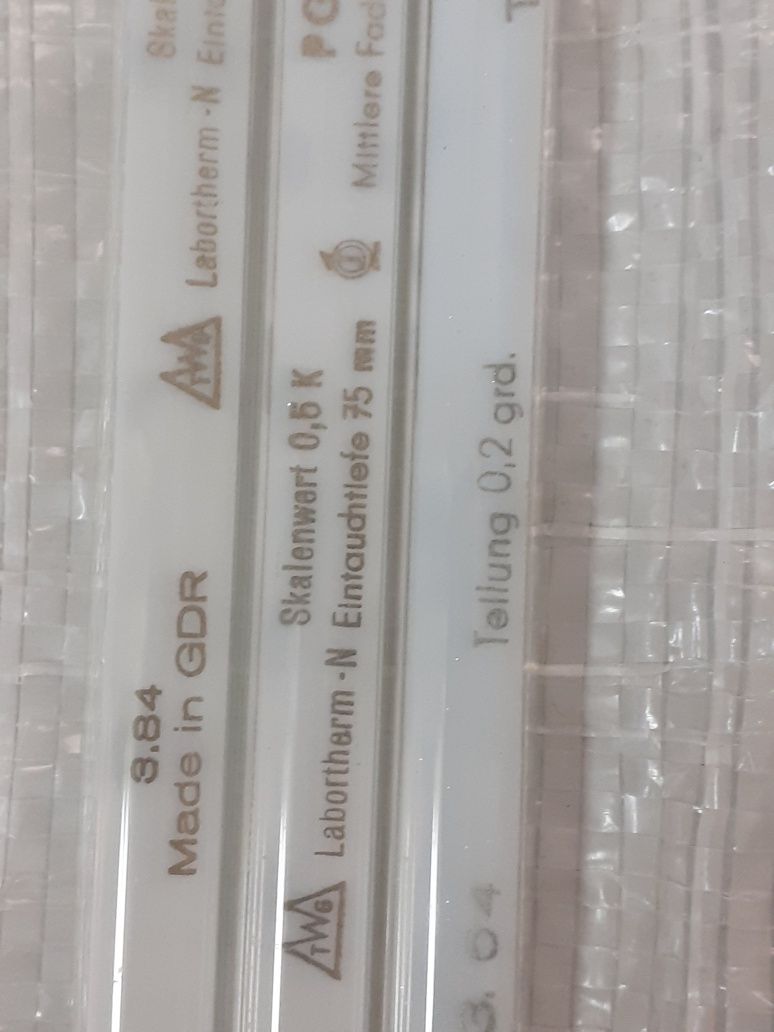 3.84
Made in GDR
TWG
Labortherm-N
Skalenwert 0,5 K
TWG Labortherm-N Eintauchtiefe 75 mm
Mittlere
Teilung 0,2 grd.